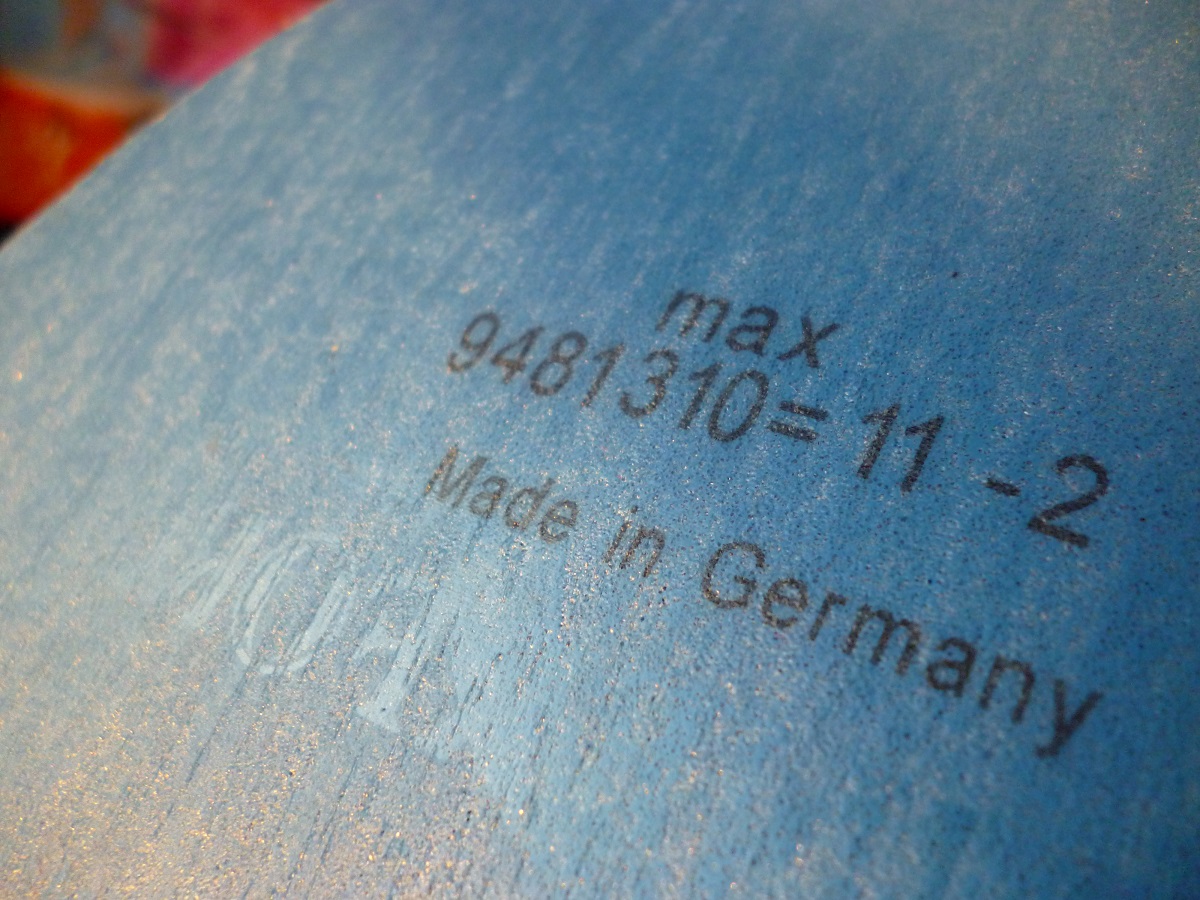 max
9481310= 11 - 2
Made in Germany